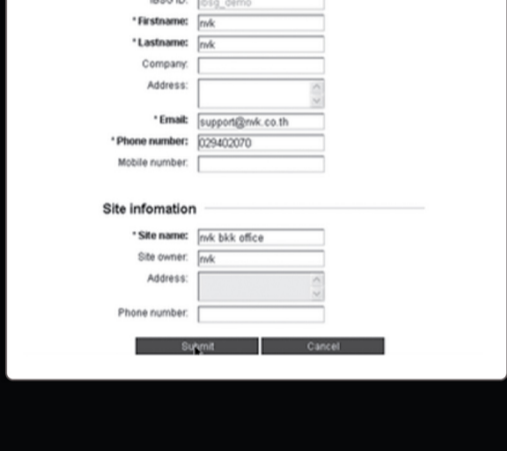 ibsg_demo
* Firstname: nvk
* Lastname: nvk
Company:
Address:
* Email: support@nvk.co.th
* Phone number: 029402070
Mobile number:
Site infomation
* Site name: nvk bkk office
Site owner: nvk
Address:
Phone number:
Submit Cancel